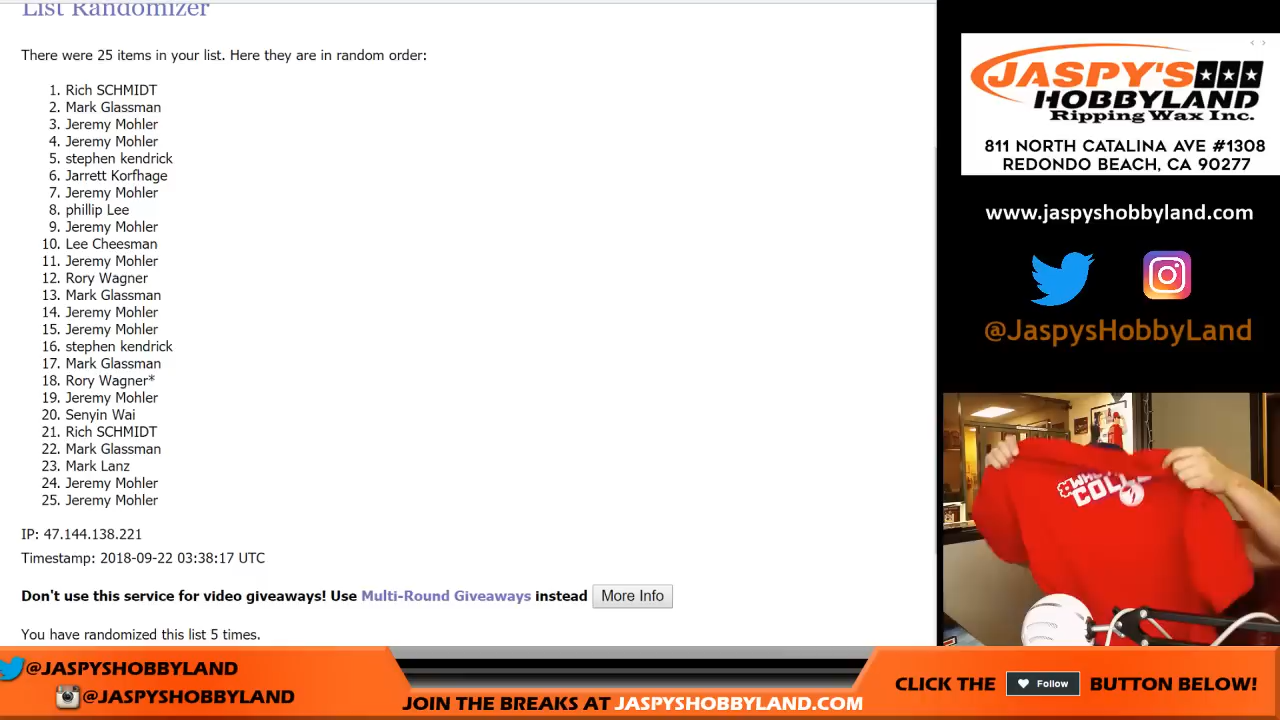 List Randomizer
There were 25 items in your list. Here they are in random order:
1. Rich SCHMIDT
2. Mark Glassman
3. Jeremy Mohler
4. Jeremy Mohler
5. stephen kendrick
6. Jarrett Korfhage
7. Jeremy Mohler
8. phillip Lee
9. Jeremy Mohler
10. Lee Cheesman
11. Jeremy Mohler
12. Rory Wagner
13. Mark Glassman
14. Jeremy Mohler
15. Jeremy Mohler
16. stephen kendrick
17. Mark Glassman
18. Rory Wagner*
19. Jeremy Mohler
20. Senyin Wai
21. Rich SCHMIDT
22. Mark Glassman
23. Mark Lanz
24. Jeremy Mohler
25. Jeremy Mohler
IP: 47.144.138.221
Timestamp: 2018-09-22 03:38:17 UTC
Don't use this service for video giveaways! Use Multi-Round Giveaways instead More Info
You have randomized this list 5 times.
JASPY'S
HOBBYLAND
Ripping Wax Inc.
811 NORTH CATALINA AVE #1308
REDONDO BEACH, CA 90277
www.jaspyshobbyland.com
@JaspysHobbyLand
@JASPYSHOBBYLAND
@JASPYSHOBBYLAND
JOIN THE BREAKS AT JASPYSHOBBYLAND.COM
CLICK THE Follow BUTTON BELOW!